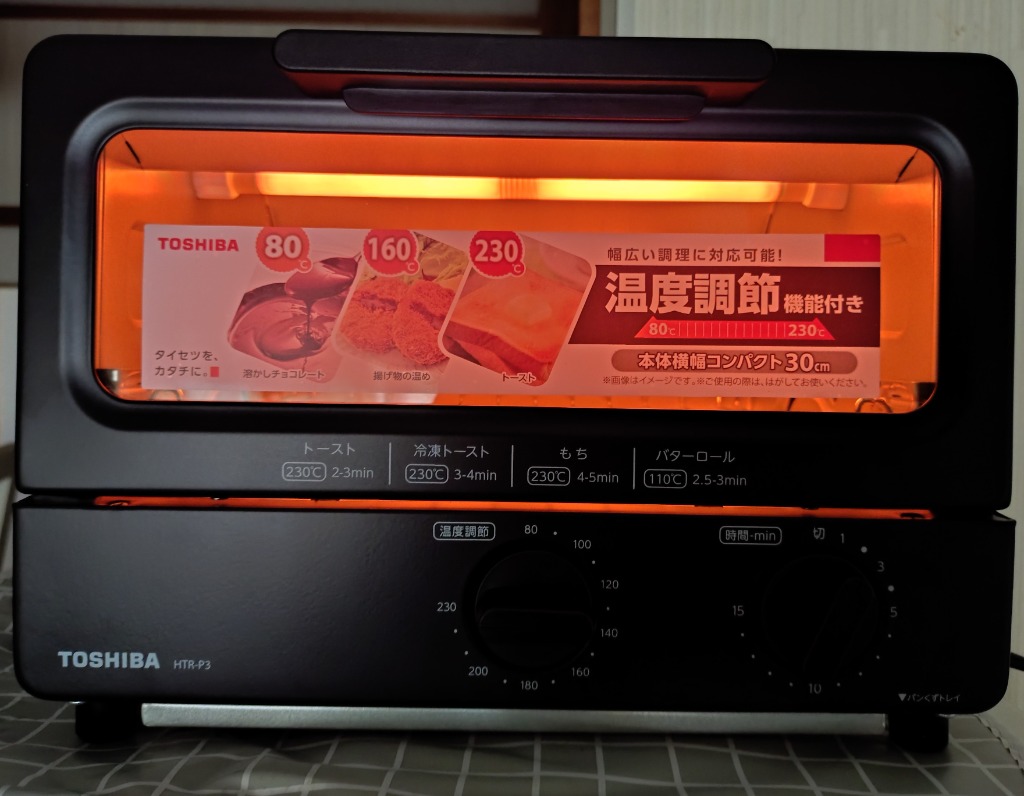 TOSHIBA
80℃
160℃
230℃
タイセツを、
カタチに。
溶かしチョコレート
揚げ物の温め
トースト
幅広い調理に対応可能!
温度調節機能付き
80℃ 230℃
本体横幅コンパクト30cm
※画像はイメージです。※ご使用の際は、はがしてお使いください。
トースト
230℃ 2-3min
冷凍トースト
230℃ 3-4min
もち
230℃ 4-5min
バターロール
110℃ 2.5-3min
温度調節
80
100
120
140
160
180
200
230
時間-min
切
1
3
5
10
15
TOSHIBA HTR-P3
▼パンくずトレイ